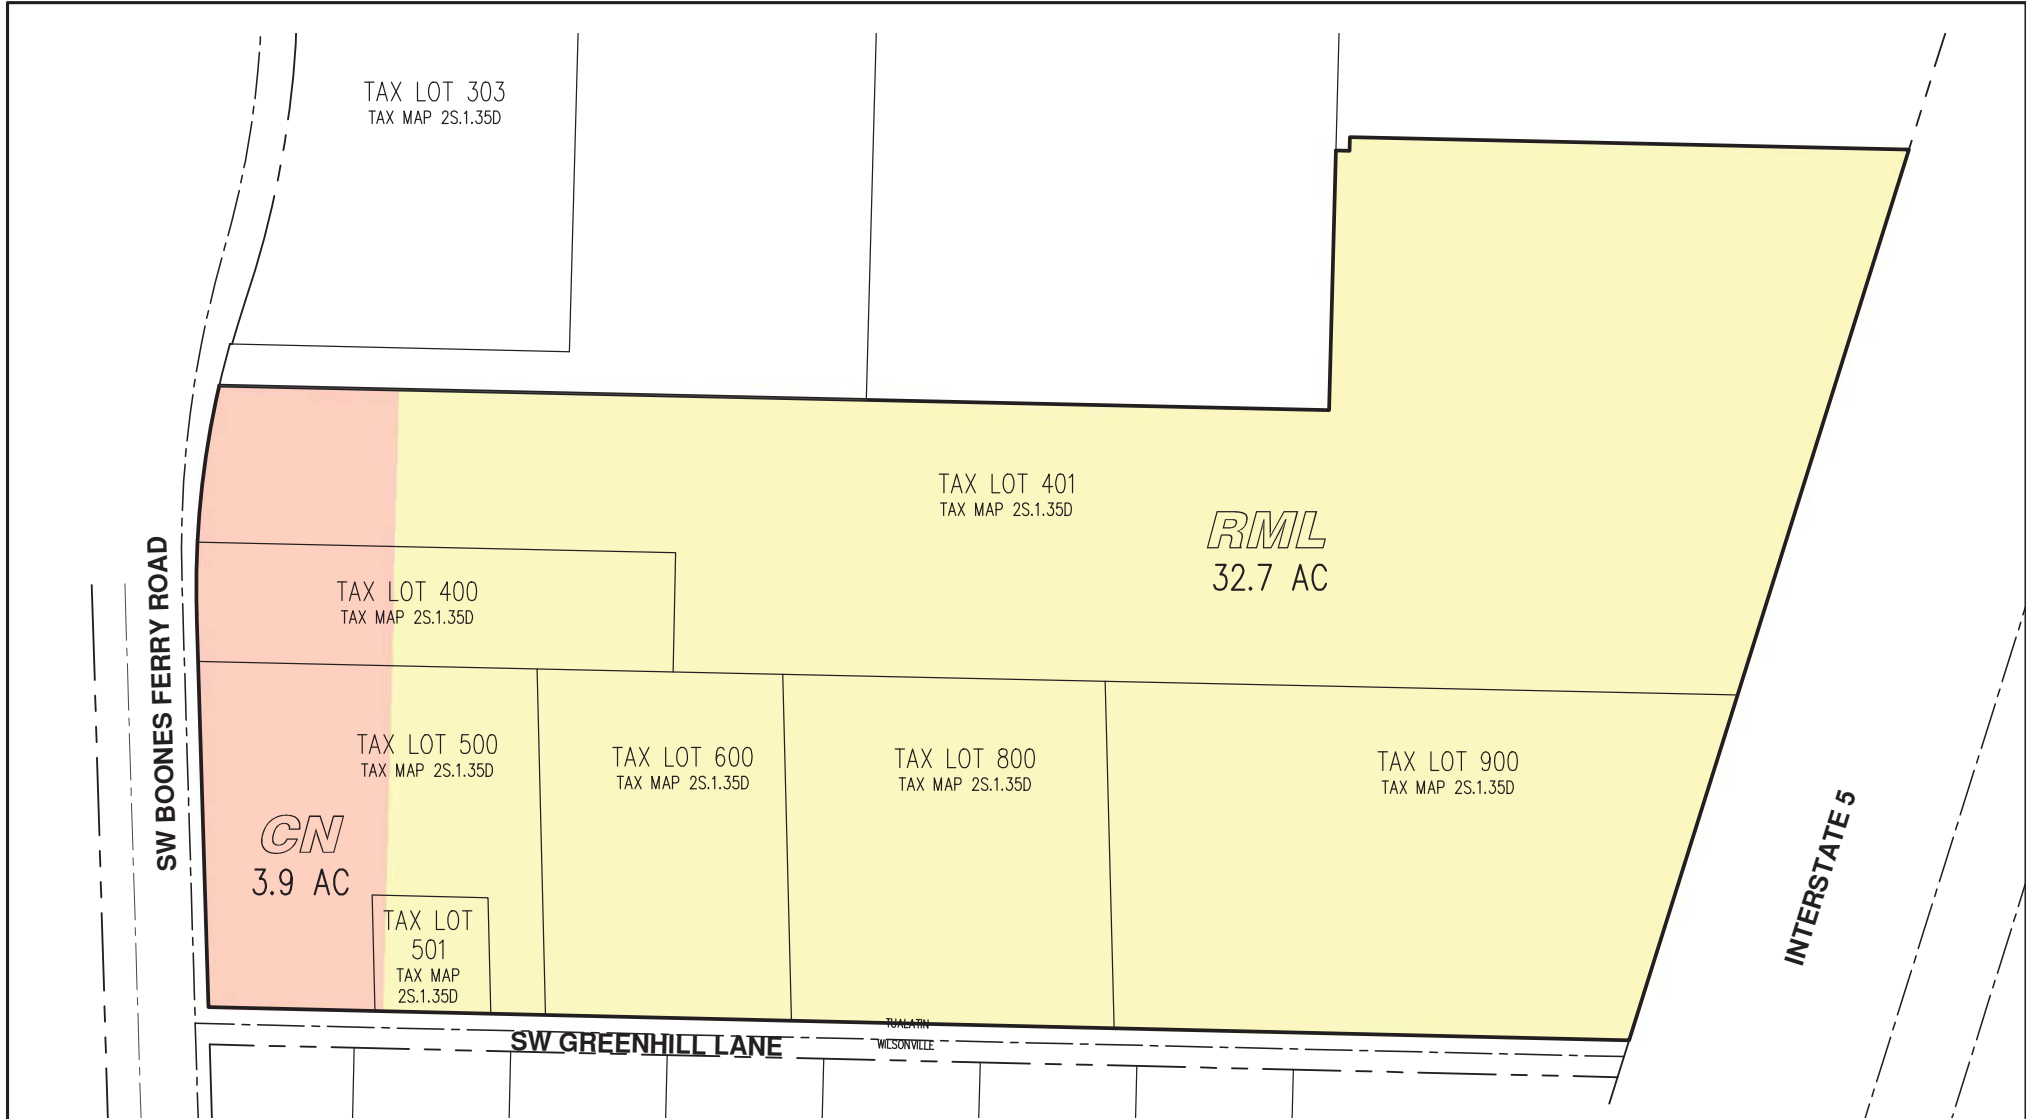 TAX LOT 303
TAX MAP 2S.1.35D
TAX LOT 401
TAX MAP 2S.1.35D
RML
32.7 AC
TAX LOT 400
TAX MAP 2S.1.35D
SW BOONES FERRY ROAD
TAX LOT 500
TAX MAP 2S.1.35D
TAX LOT 600
TAX MAP 2S.1.35D
TAX LOT 800
TAX MAP 2S.1.35D
TAX LOT 900
TAX MAP 2S.1.35D
CN
3.9 AC
TAX LOT
501
TAX MAP
2S.1.35D
INTERSTATE 5
SW GREENHILL LANE
TUALATIN
WILSONVILLE